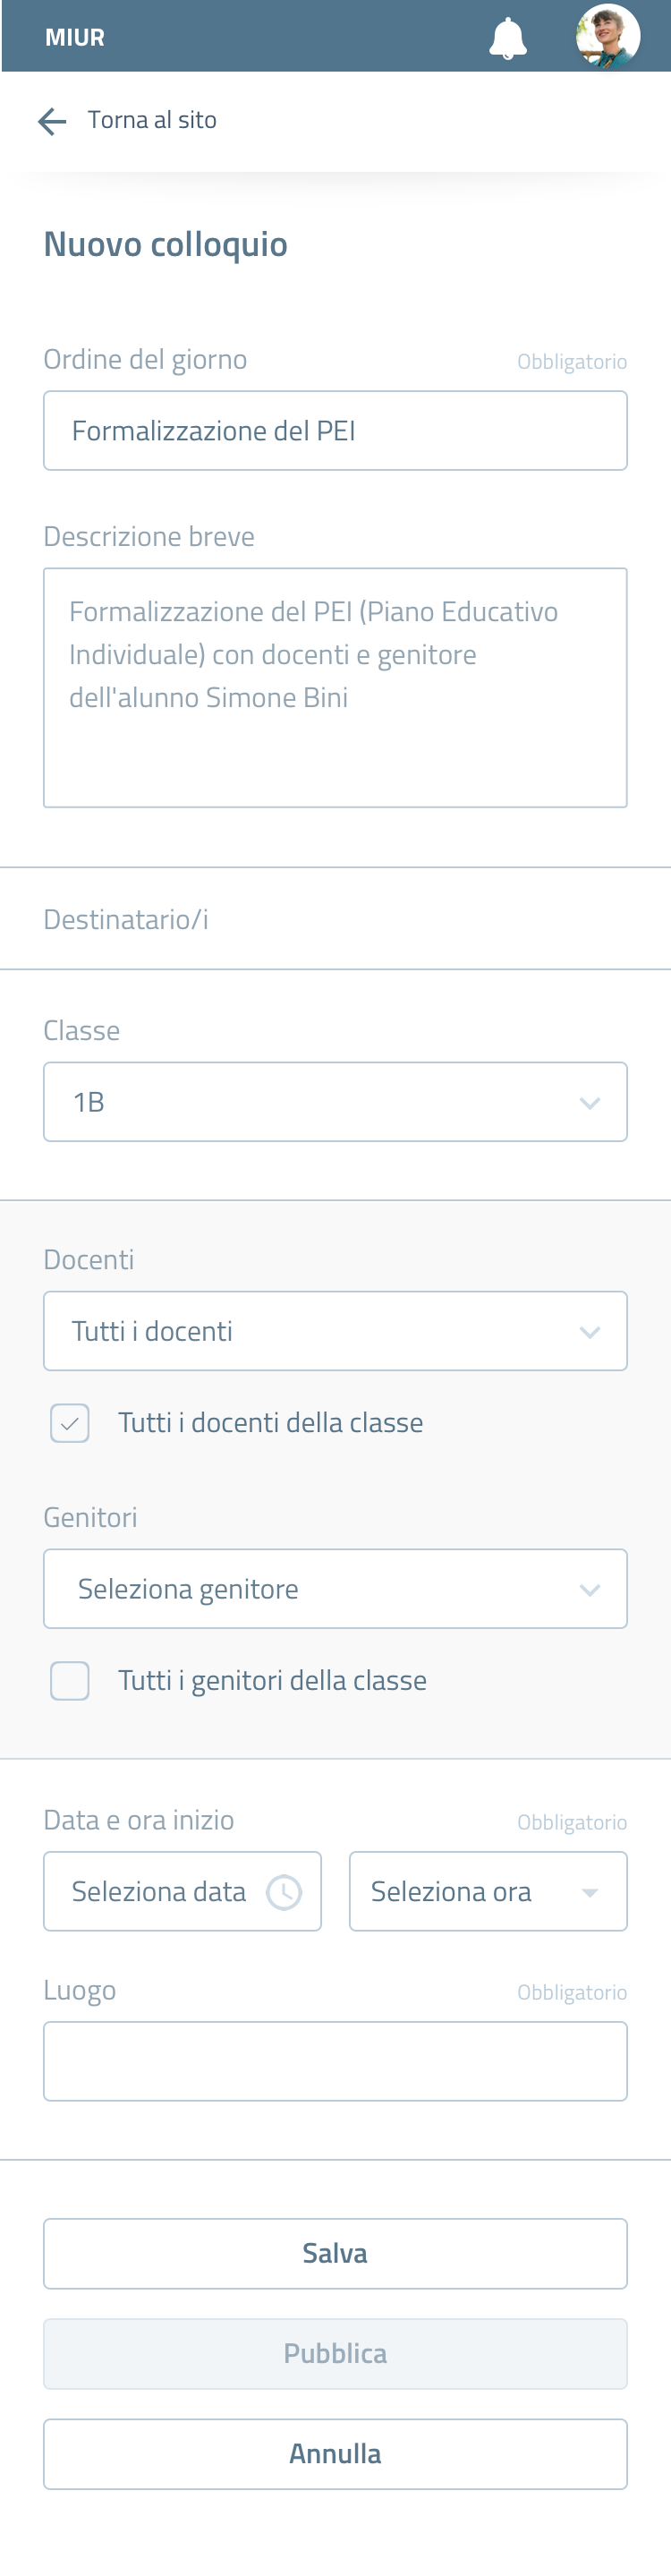 MIUR
Torna al sito
Nuovo colloquio
Ordine del giorno Obbligatorio
Formalizzazione del PEI
Descrizione breve
Formalizzazione del PEI (Piano Educativo
Individuale) con docenti e genitore
dell'alunno Simone Bini
Destinatario/i
Classe
1B
Docenti
Tutti i docenti
Tutti i docenti della classe
Genitori
Seleziona genitore
Tutti i genitori della classe
Data e ora inizio Obbligatorio
Seleziona data Seleziona ora
Luogo Obbligatorio
Salva
Pubblica
Annulla